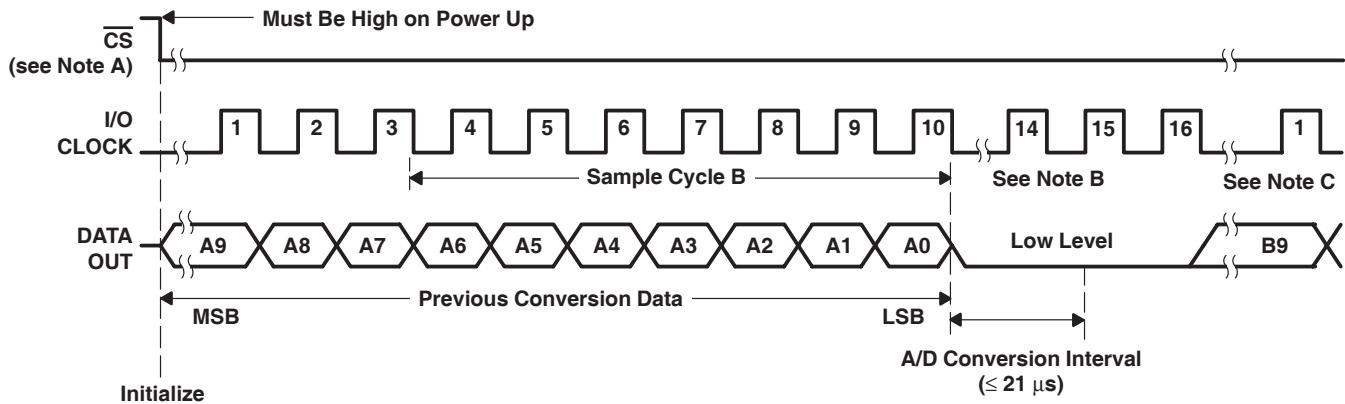 Must Be High on Power Up
CS
(see Note A)
I/O
CLOCK
1 2 3 4 5 6 7 8 9 10 14 15 16 1
Sample Cycle B
See Note B
See Note C
DATA
OUT
A9 A8 A7 A6 A5 A4 A3 A2 A1 A0 Low Level B9
Previous Conversion Data
MSB
LSB
A/D Conversion Interval
(≤ 21 μs)
Initialize